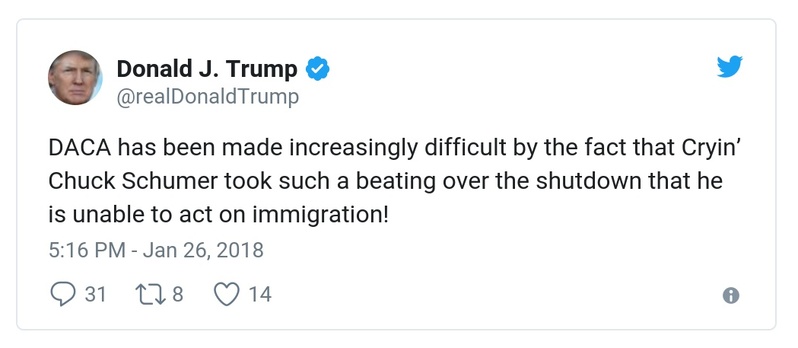 Donald J. Trump
@realDonaldTrump
DACA has been made increasingly difficult by the fact that Cryin’
Chuck Schumer took such a beating over the shutdown that he
is unable to act on immigration!
5:16 PM - Jan 26, 2018
31 8 14